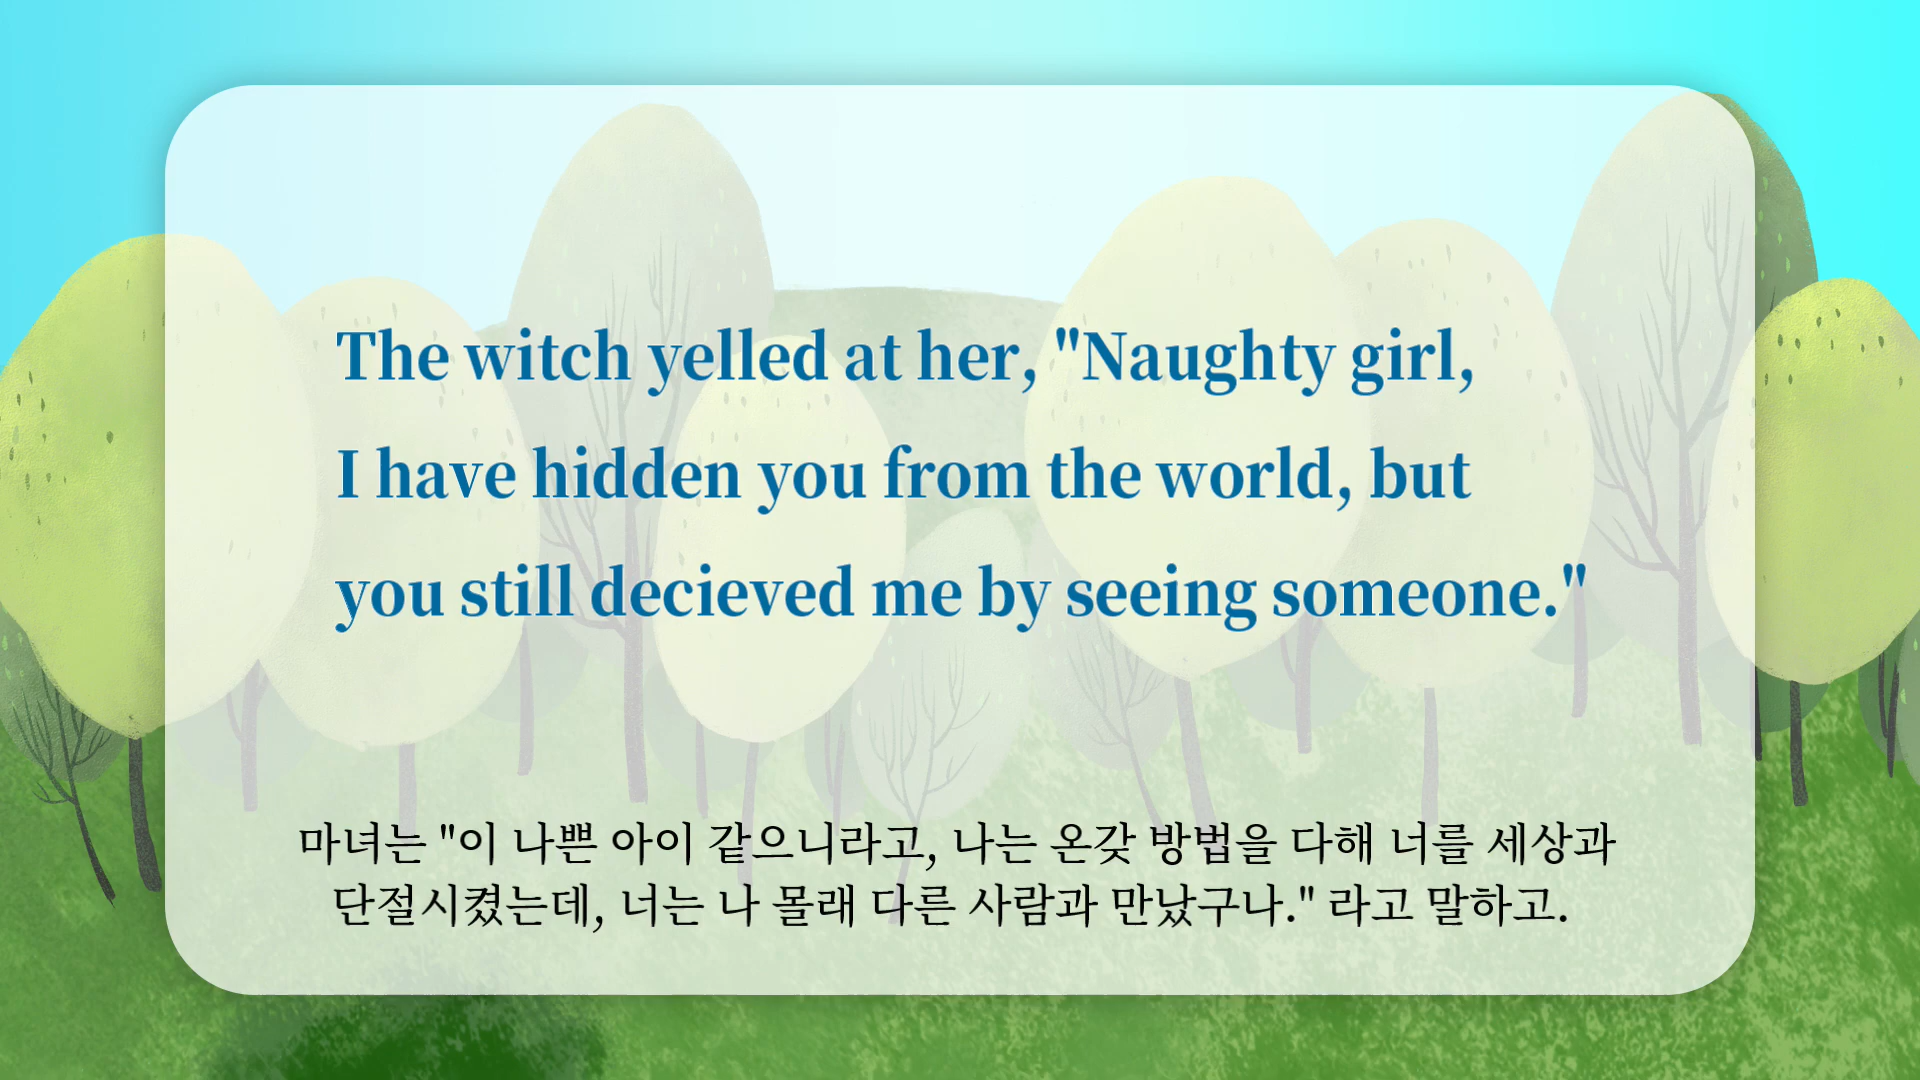 The witch yelled at her, "Naughty girl,
I have hidden you from the world, but
you still decieved me by seeing someone."
마녀는 "이 나쁜 아이 같으니라고, 나는 온갖 방법을 다해 너를 세상과
단절시켰는데, 너는 나 몰래 다른 사람과 만났구나." 라고 말하고.